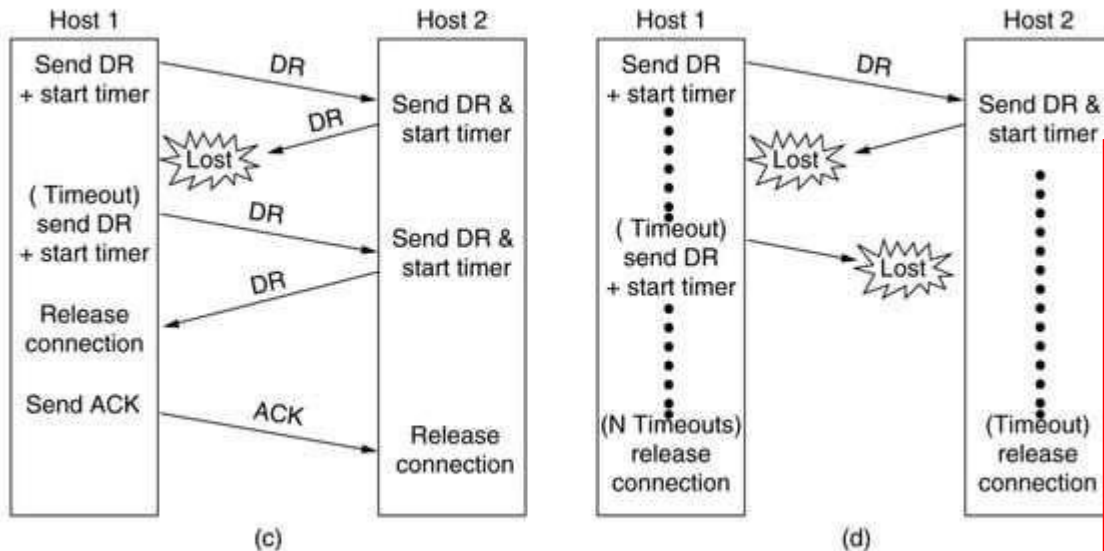 Host 1
Host 2
Send DR
+ start timer
DR
Send DR &
start timer
DR
Lost
( Timeout)
send DR
+ start timer
DR
Send DR &
start timer
DR
Release
connection
Send ACK
ACK
Release
connection
(c)
Host 1
Host 2
Send DR
+ start timer
DR
Send DR &
start timer
Lost
( Timeout)
send DR
+ start timer
Lost
(N Timeouts)
release
connection
(Timeout)
release
connection
(d)